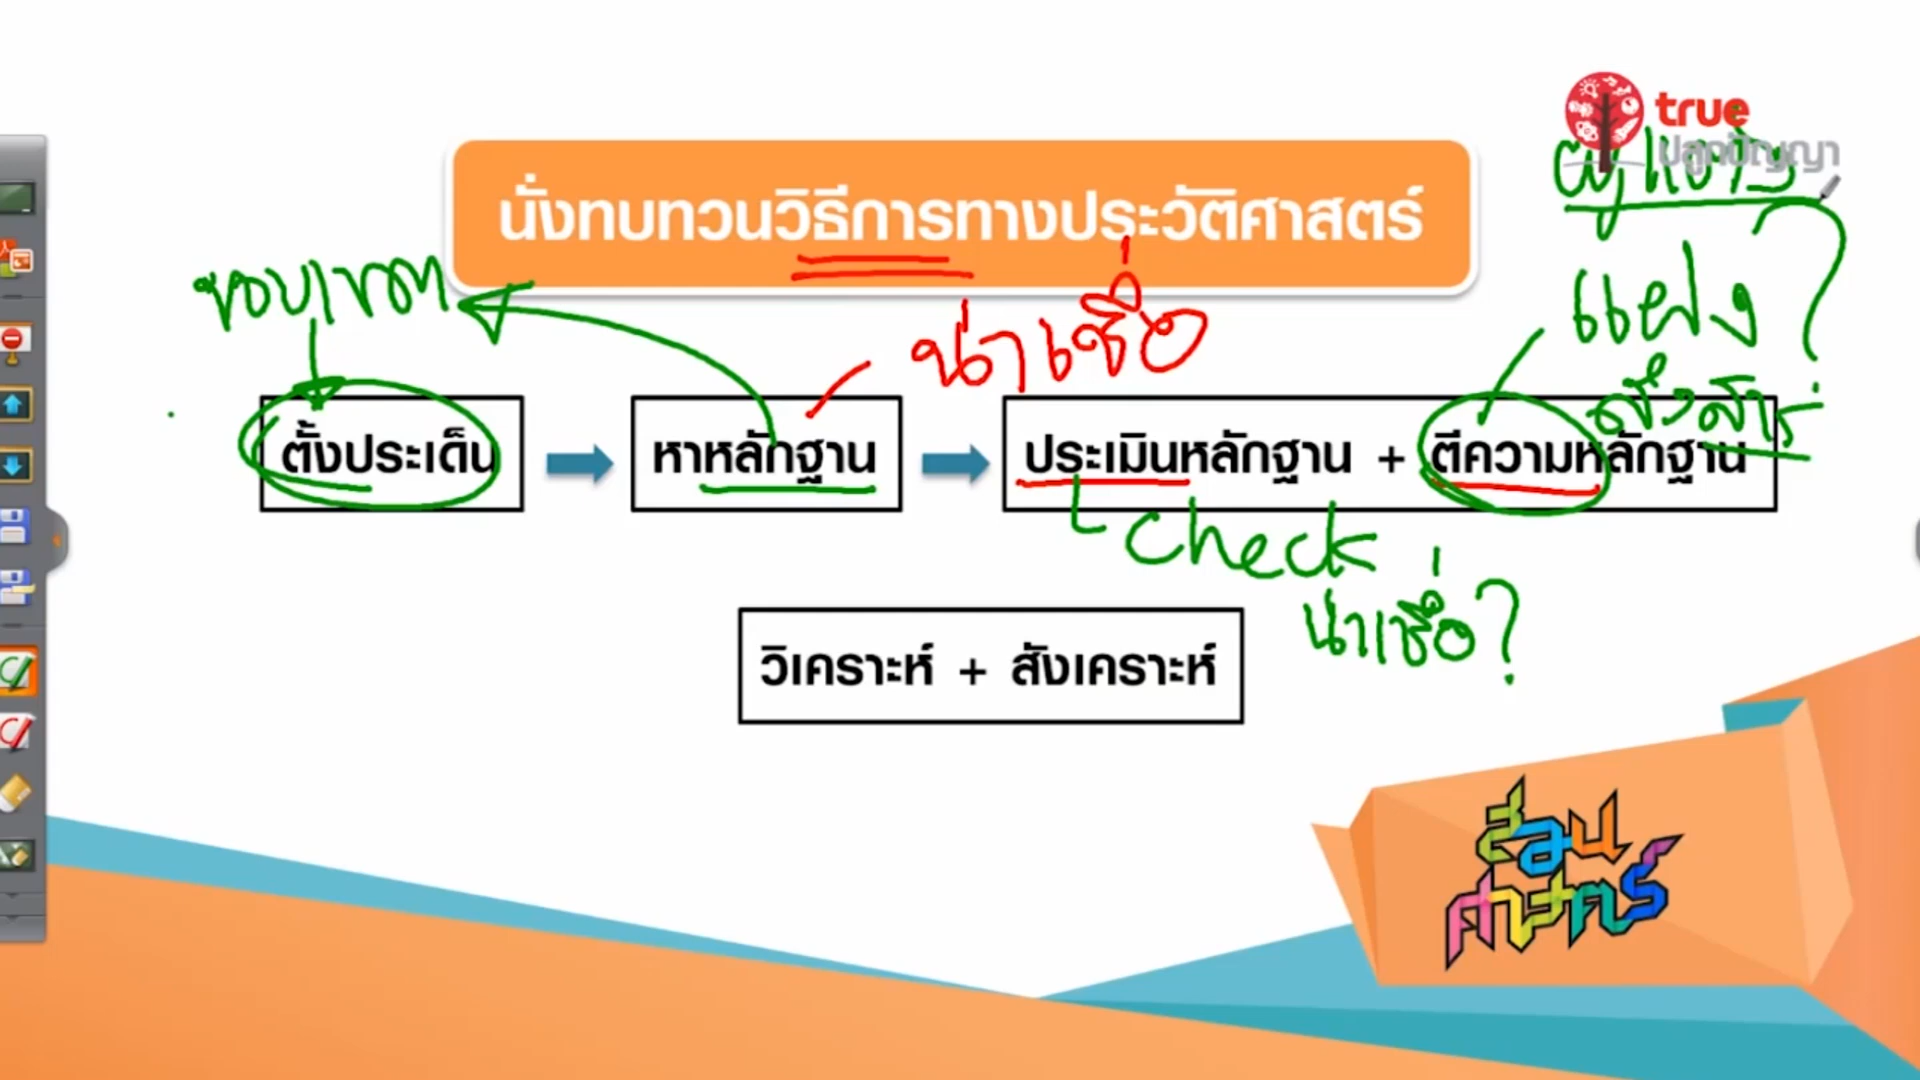 true
ปลูกปัญญา
นั่งทบทวนวิธีการทางประวัติศาสตร์
ขอบเขต
น่าเชื่อ
แฝง
ตั้งประเด็น
หาหลักฐาน
ประเมินหลักฐาน + ตีความหลักฐาน
check
น่าเชื่อ?
วิเคราะห์ + สังเคราะห์
สอน
ศาสตร์